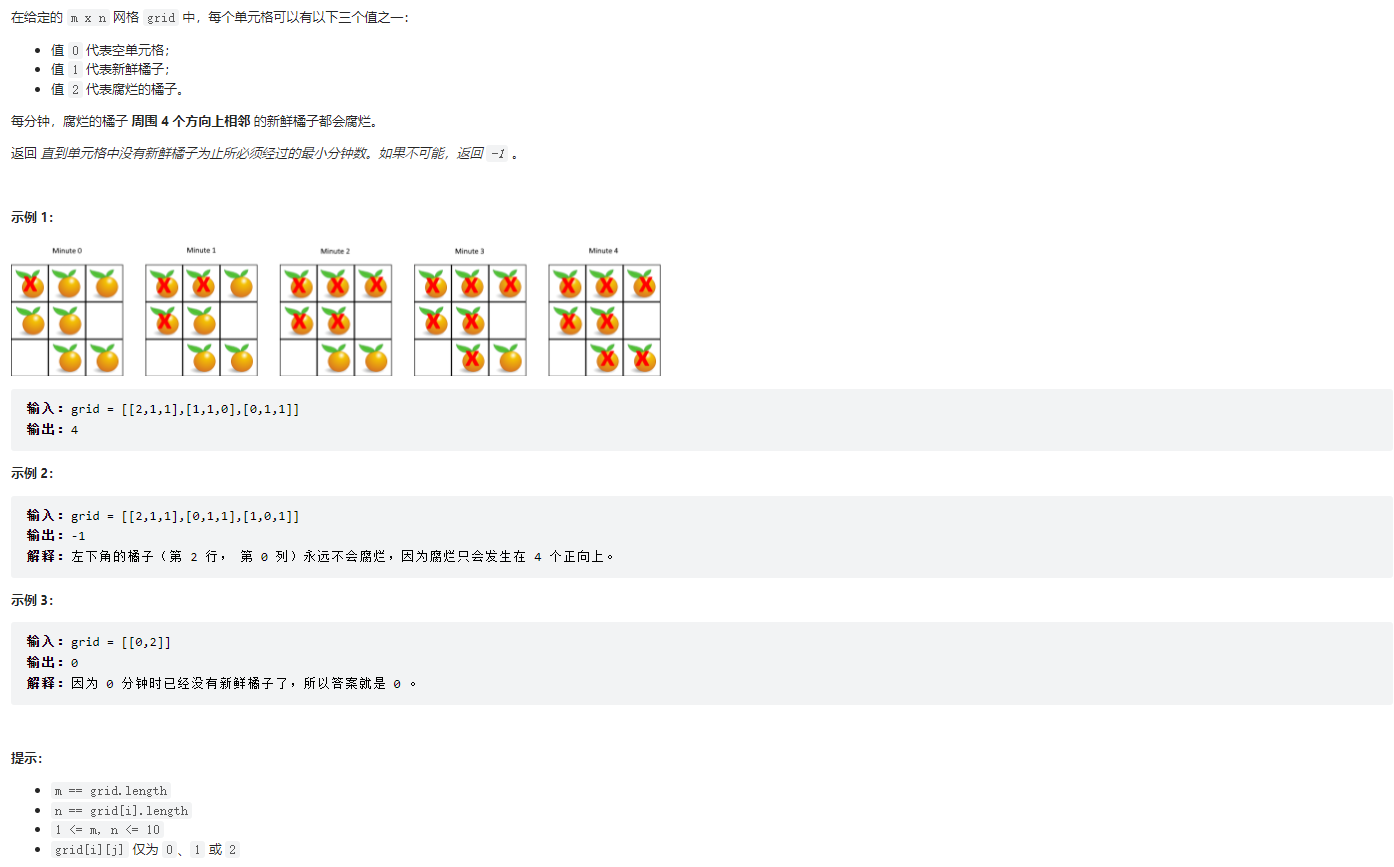 在给定的 m x n 网格 grid 中，每个单元格可以有以下三个值之一：
值 0 代表空单元格；
值 1 代表新鲜橘子；
值 2 代表腐烂的橘子。
每分钟，腐烂的橘子 周围 4 个方向上相邻 的新鲜橘子都会腐烂。
返回 直到单元格中没有新鲜橘子为止所必须经过的最小分钟数。如果不可能，返回 -1 。
示例 1：
Minute 0 Minute 1 Minute 2 Minute 3 Minute 4
输入：grid = [[2,1,1],[1,1,0],[0,1,1]]
输出：4
示例 2：
输入：grid = [[2,1,1],[0,1,1],[1,0,1]]
输出：-1
解释：左下角的橘子（第 2 行， 第 0 列）永远不会腐烂，因为腐烂只会发生在 4 个正向上。
示例 3：
输入：grid = [[0,2]]
输出：0
解释：因为 0 分钟时已经没有新鲜橘子了，所以答案就是 0 。
提示：
m == grid.length
n == grid[i].length
1 <= m, n <= 10
grid[i][j] 仅为 0 、1 或 2